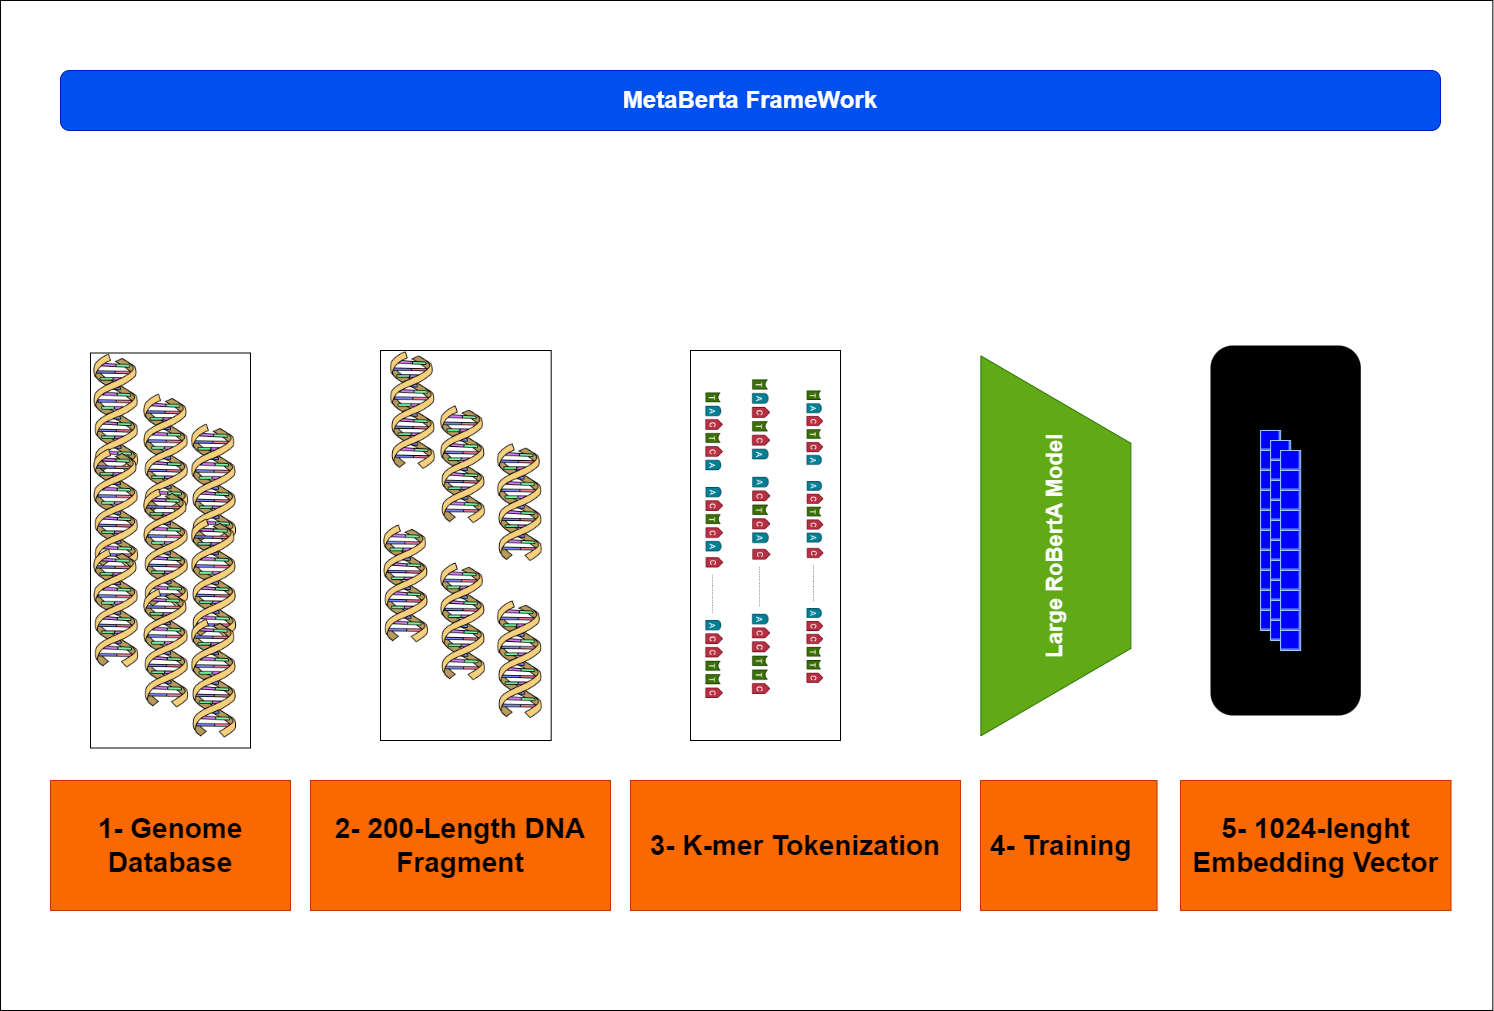 MetaBerta FrameWork
T
A
C
T
C
A
A
C
T
C
A
C
A
C
C
T
T
C
T
A
C
T
C
A
A
C
T
C
A
C
A
C
C
T
T
C
T
A
C
T
C
A
A
C
T
C
A
C
A
C
C
T
T
C
Large RoBertA Model
1- Genome
Database
2- 200-Length DNA
Fragment
3- K-mer Tokenization
4- Training
5- 1024-lenght
Embedding Vector